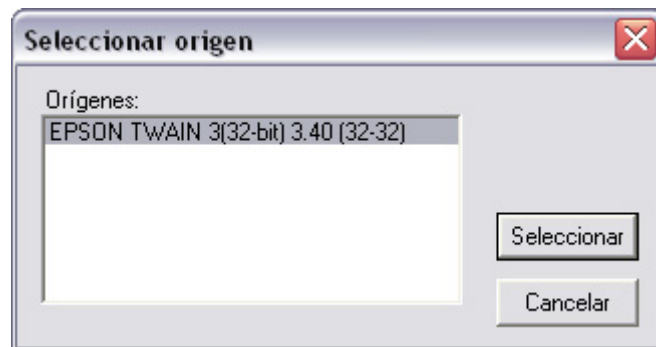 Seleccionar origen
Orígenes:
EPSON TWAIN 3(32-bit) 3.40 (32-32)
Seleccionar
Cancelar